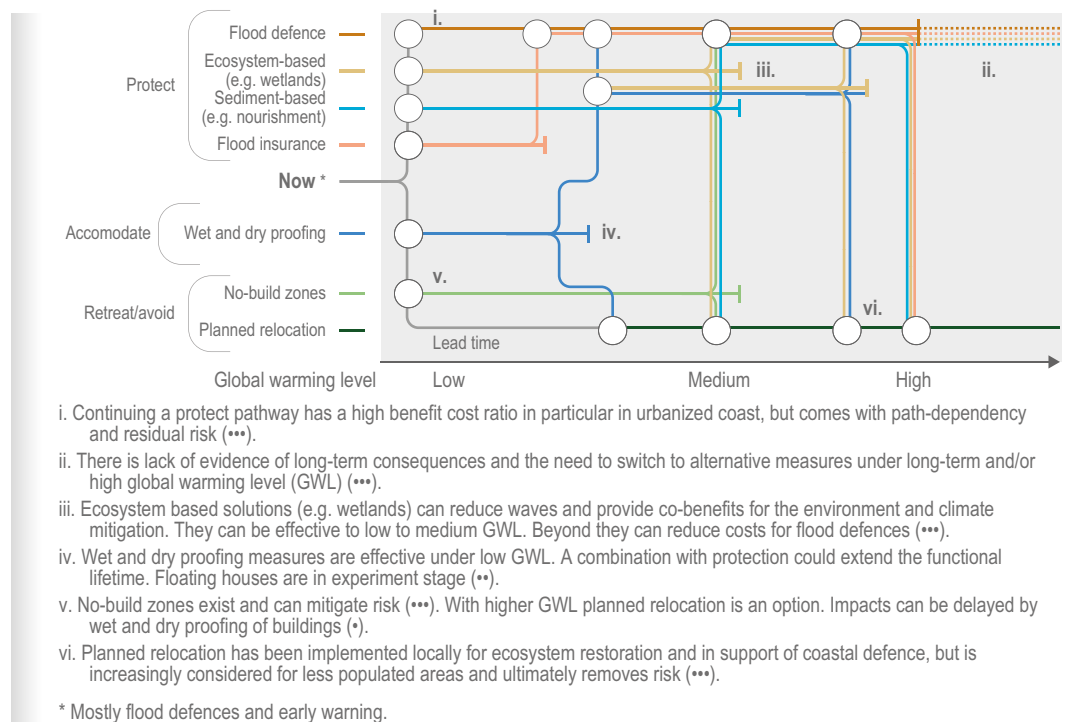 i.
Flood defence
Ecosystem-based
(e.g. wetlands)
iii.
ii.
Protect
Sediment-based
(e.g. nourishment)
Flood insurance
Now *
Accomodate
Wet and dry proofing
iv.
v.
No-build zones
Retreat/avoid
vi.
Planned relocation
Lead time
Global warming level
Low
Medium
High
i. Continuing a protect pathway has a high benefit cost ratio in particular in urbanized coast, but comes with path-dependency
and residual risk (•••).
ii. There is lack of evidence of long-term consequences and the need to switch to alternative measures under long-term and/or
high global warming level (GWL) (•••).
iii. Ecosystem based solutions (e.g. wetlands) can reduce waves and provide co-benefits for the environment and climate
mitigation. They can be effective to low to medium GWL. Beyond they can reduce costs for flood defences (•••).
iv. Wet and dry proofing measures are effective under low GWL. A combination with protection could extend the functional
lifetime. Floating houses are in experiment stage (••).
v. No-build zones exist and can mitigate risk (•••). With higher GWL planned relocation is an option. Impacts can be delayed by
wet and dry proofing of buildings (•).
vi. Planned relocation has been implemented locally for ecosystem restoration and in support of coastal defence, but is
increasingly considered for less populated areas and ultimately removes risk (•••).
* Mostly flood defences and early warning.